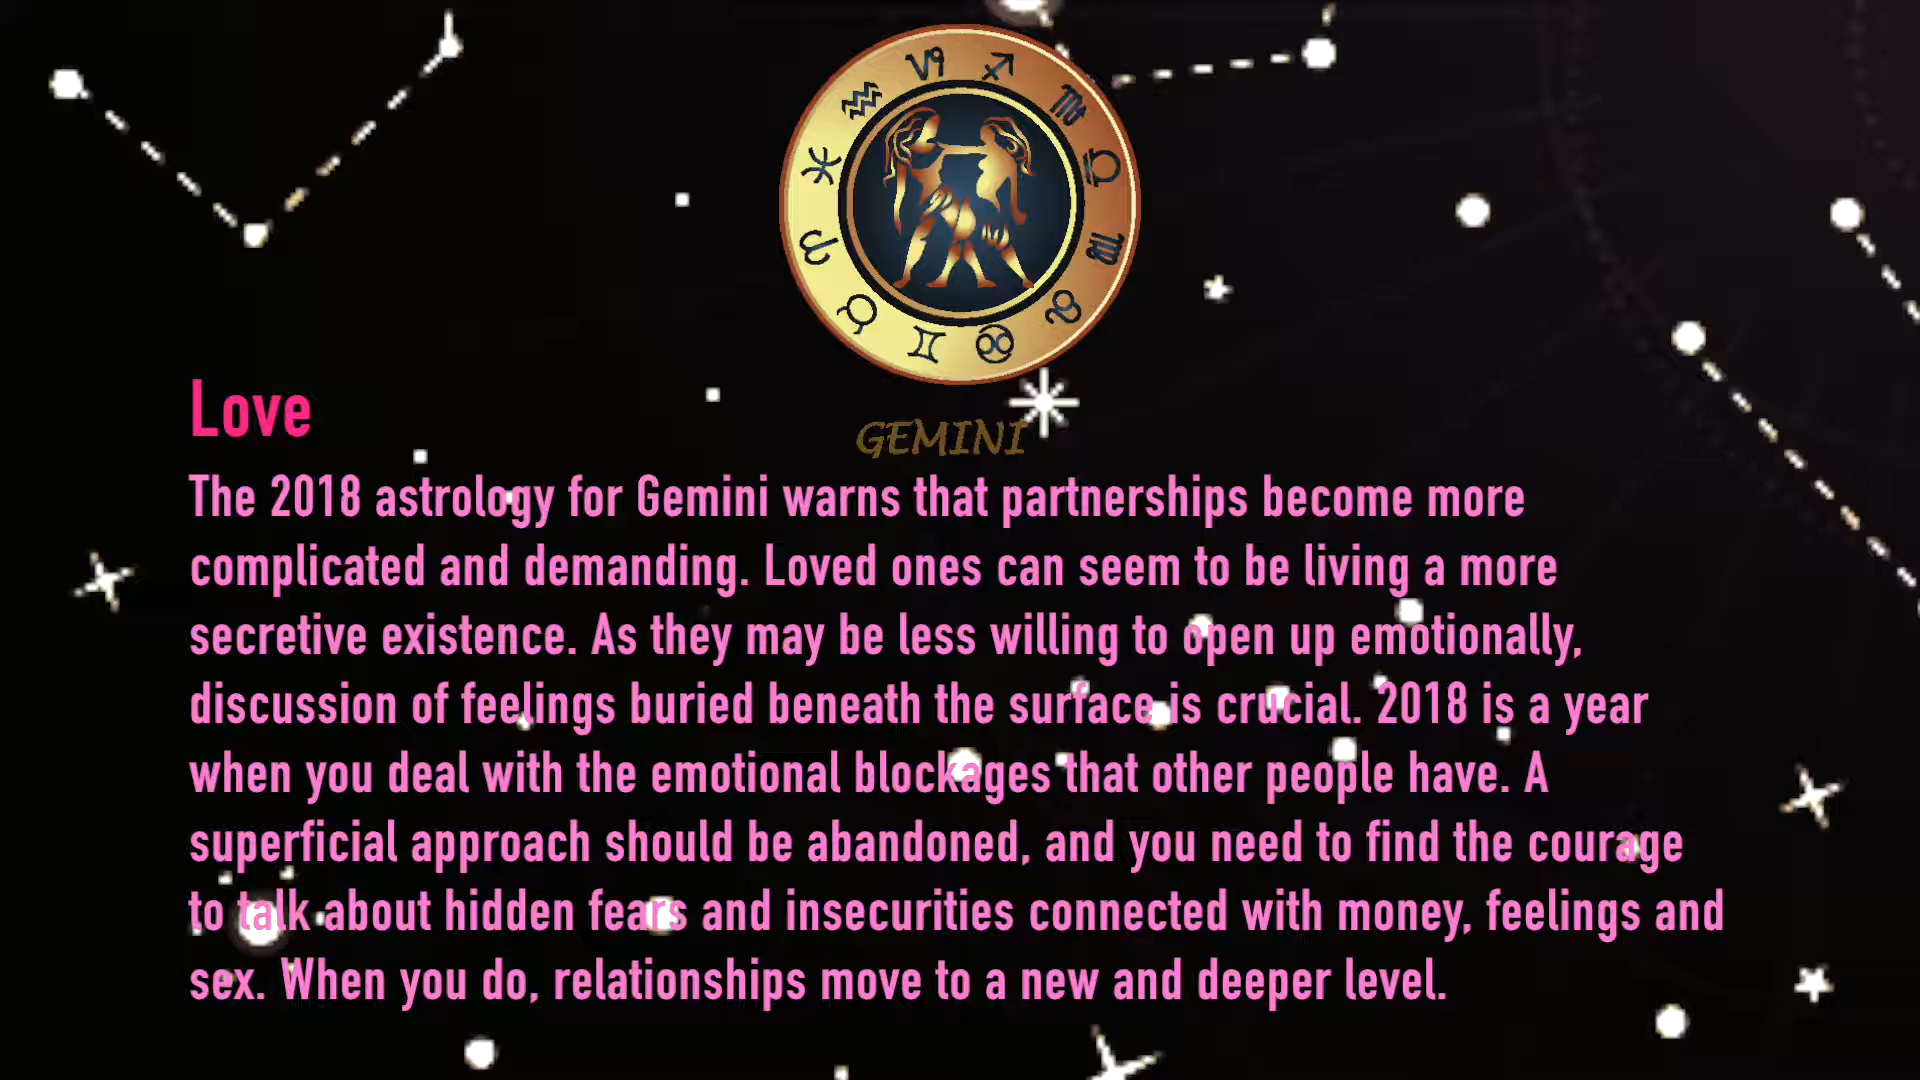 GEMINI
Love
The 2018 astrology for Gemini warns that partnerships become more
complicated and demanding. Loved ones can seem to be living a more
secretive existence. As they may be less willing to open up emotionally,
discussion of feelings buried beneath the surface is crucial. 2018 is a year
when you deal with the emotional blockages that other people have. A
superficial approach should be abandoned, and you need to find the courage
to talk about hidden fears and insecurities connected with money, feelings and
sex. When you do, relationships move to a new and deeper level.